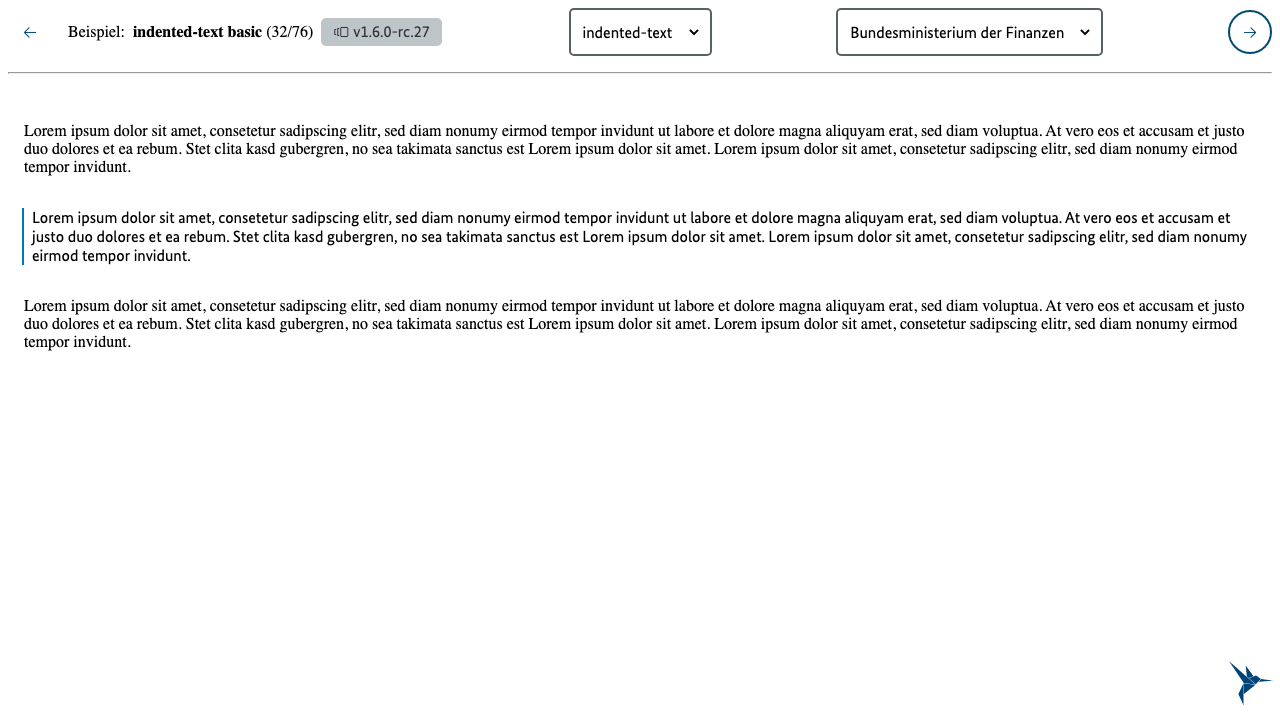 Beispiel: indented-text basic (32/76) v1.6.0-rc.27 indented-text Bundesministerium der Finanzen
Lorem ipsum dolor sit amet, consetetur sadipscing elitr, sed diam nonumy eirmod tempor invidunt ut labore et dolore magna aliquyam erat, sed diam voluptua. At vero eos et accusam et justo
duo dolores et ea rebum. Stet clita kasd gubergren, no sea takimata sanctus est Lorem ipsum dolor sit amet. Lorem ipsum dolor sit amet, consetetur sadipscing elitr, sed diam nonumy eirmod
tempor invidunt.
Lorem ipsum dolor sit amet, consetetur sadipscing elitr, sed diam nonumy eirmod tempor invidunt ut labore et dolore magna aliquyam erat, sed diam voluptua. At vero eos et accusam et
justo duo dolores et ea rebum. Stet clita kasd gubergren, no sea takimata sanctus est Lorem ipsum dolor sit amet. Lorem ipsum dolor sit amet, consetetur sadipscing elitr, sed diam nonumy
eirmod tempor invidunt.
Lorem ipsum dolor sit amet, consetetur sadipscing elitr, sed diam nonumy eirmod tempor invidunt ut labore et dolore magna aliquyam erat, sed diam voluptua. At vero eos et accusam et justo
duo dolores et ea rebum. Stet clita kasd gubergren, no sea takimata sanctus est Lorem ipsum dolor sit amet. Lorem ipsum dolor sit amet, consetetur sadipscing elitr, sed diam nonumy eirmod
tempor invidunt.